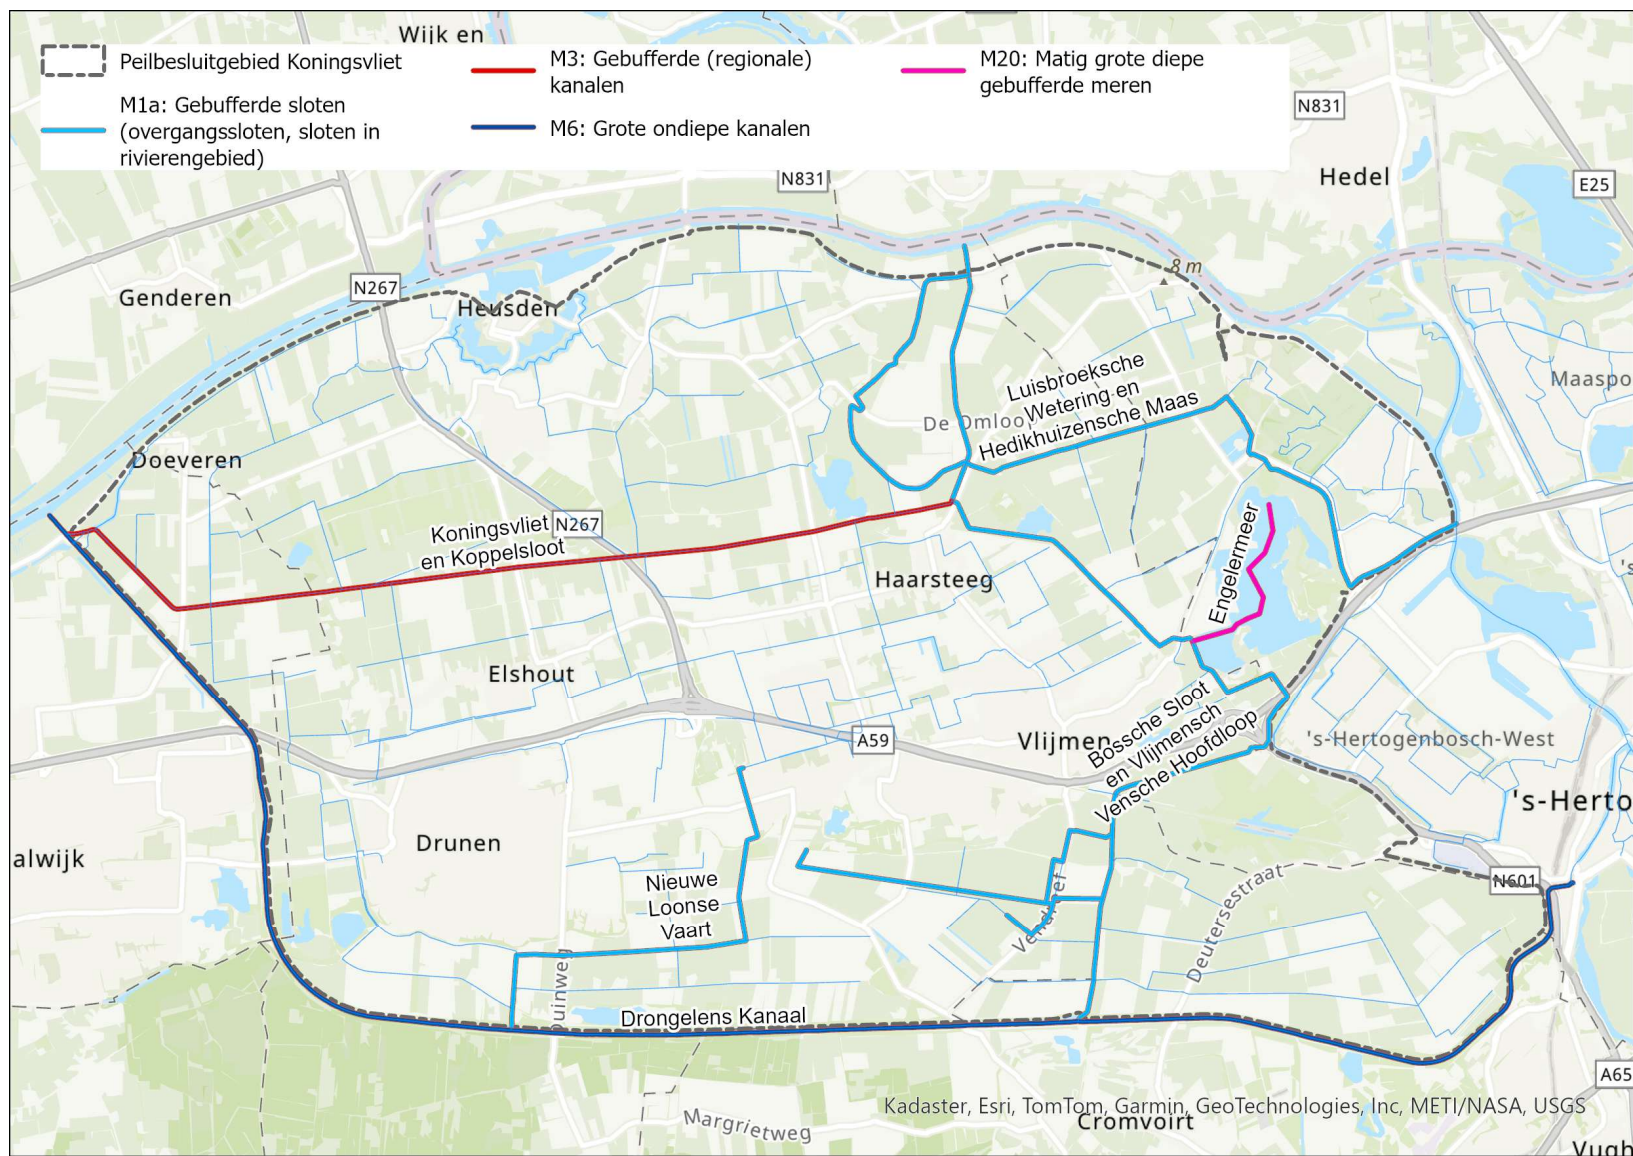 Wijk en
Peilbesluitgebied Koningsvliet
M1a: Gebufferde sloten
(overgangssloten, sloten in
rivierengebied)
M3: Gebufferde (regionale)
kanalen
M6: Grote ondiepe kanalen
M20: Matig grote diepe
gebufferde meren
N831
N831
Hedel
E25
8 m
N267
Genderen
Heusden
Luisbroeksche
Wetering en
Hedikhuizensche Maas
De Omloop
Maaspo
Doeveren
Koningsvliet
en Koppelsloot
N267
Engelermeer
Haarsteeg
's
Elshout
Bossche Sloot
en Vlijmensch
Vensche Hoofdloop
A59
Vlijmen
's-Hertogenbosch-West
's-Herto
Drunen
alwijk
Nieuwe
Loonse
Vaart
Vendreef
Deutersestraat
N601
uinweg
Drongelens Kanaal
A65
Kadaster, Esri, TomTom, Garmin, GeoTechnologies, Inc, METI/NASA, USGS
Margrietweg
Cromvoirt
Vugh